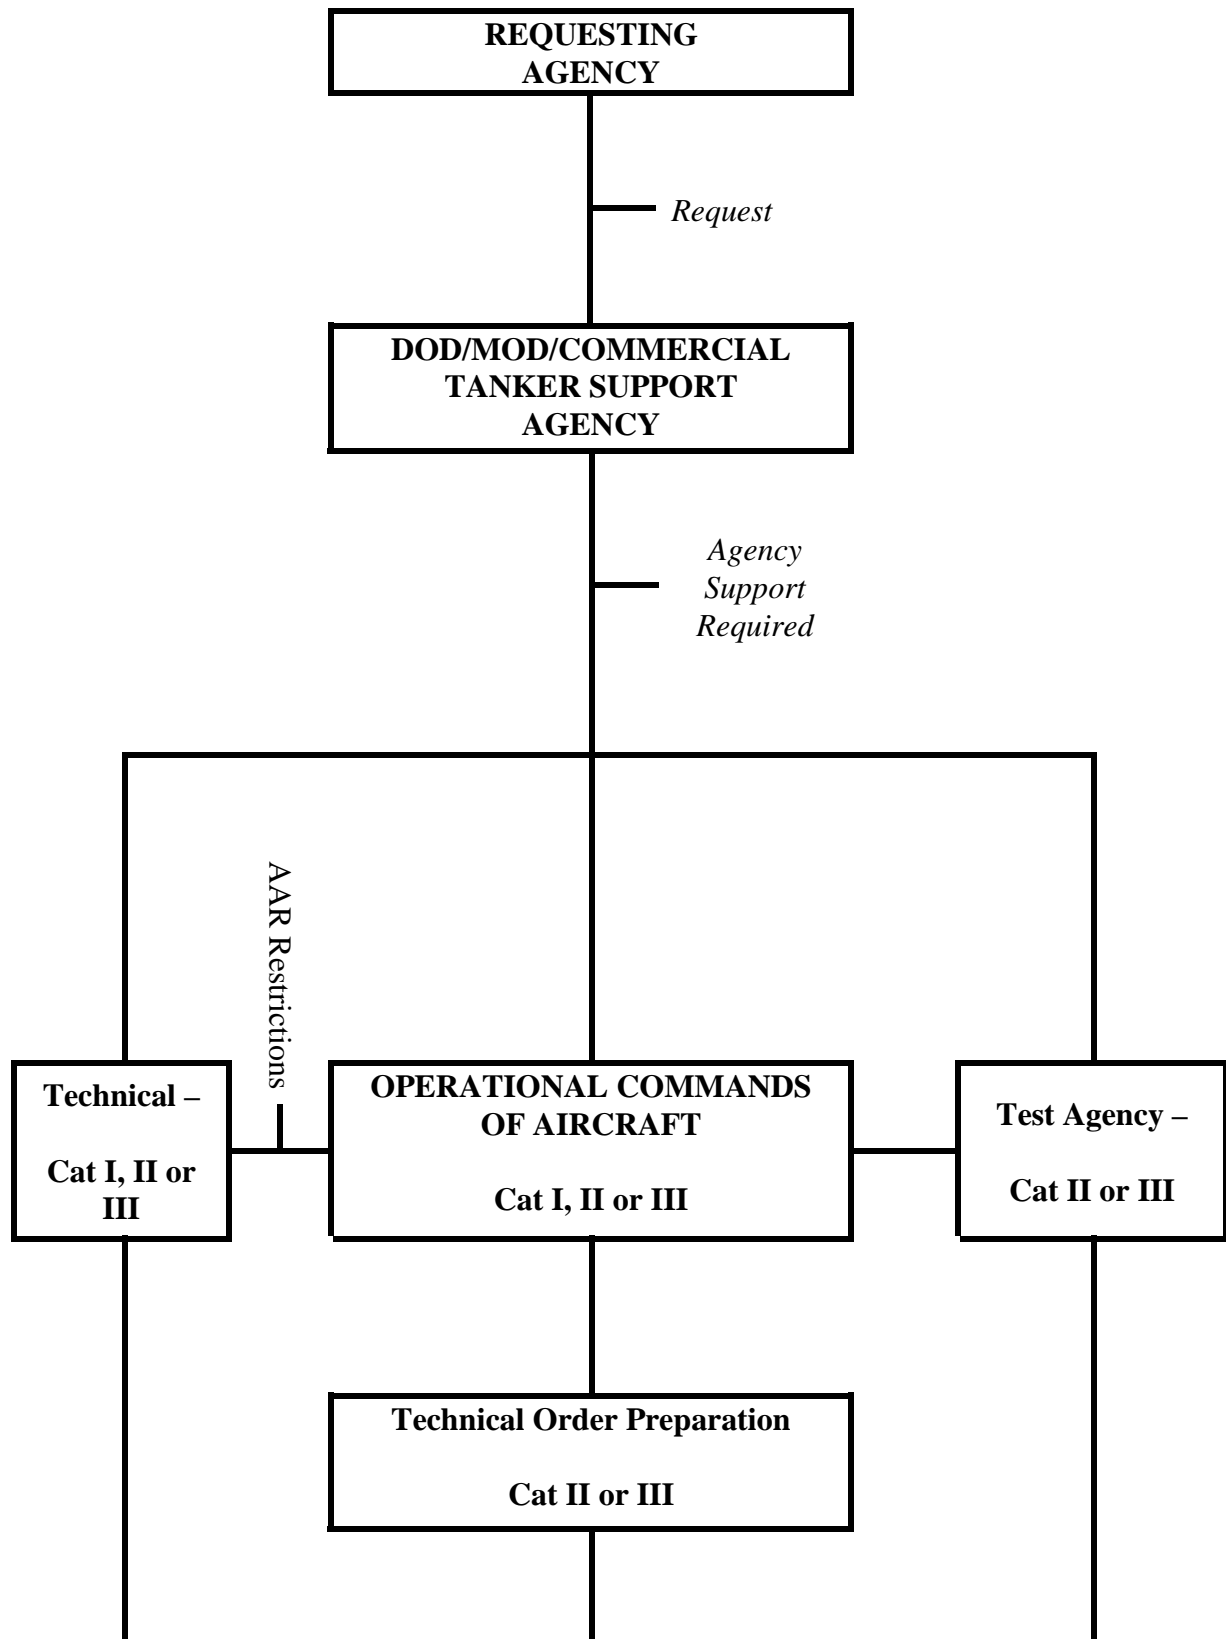 REQUESTING
AGENCY
Request
DOD/MOD/COMMERCIAL
TANKER SUPPORT
AGENCY
Agency
Support
Required
AAR Restrictions
Technical –
Cat I, II or
III
OPERATIONAL COMMANDS
OF AIRCRAFT
Cat I, II or III
Test Agency –
Cat II or III
Technical Order Preparation
Cat II or III